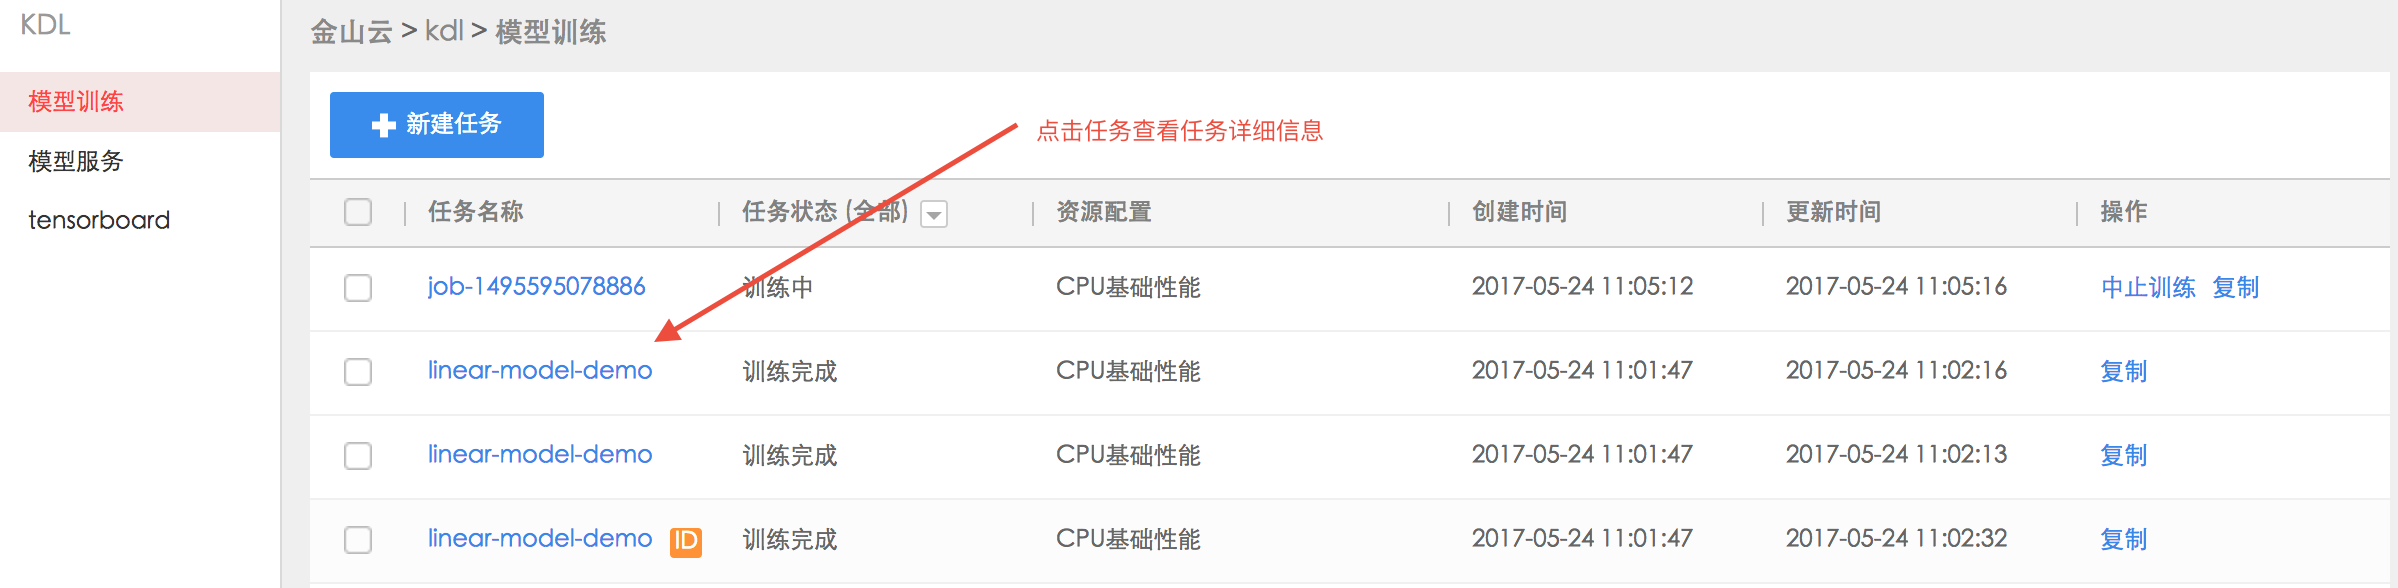 KDL
模型训练
模型服务
tensorboard
金山云 > kdl > 模型训练
新建任务
点击任务查看任务详细信息
任务名称 任务状态 (全部) 资源配置 创建时间 更新时间 操作
job-1495595078886 训练中 CPU基础性能 2017-05-24 11:05:12 2017-05-24 11:05:16 中止训练 复制
linear-model-demo 训练完成 CPU基础性能 2017-05-24 11:01:47 2017-05-24 11:02:16 复制
linear-model-demo 训练完成 CPU基础性能 2017-05-24 11:01:47 2017-05-24 11:02:13 复制
linear-model-demo ID 训练完成 CPU基础性能 2017-05-24 11:01:47 2017-05-24 11:02:32 复制